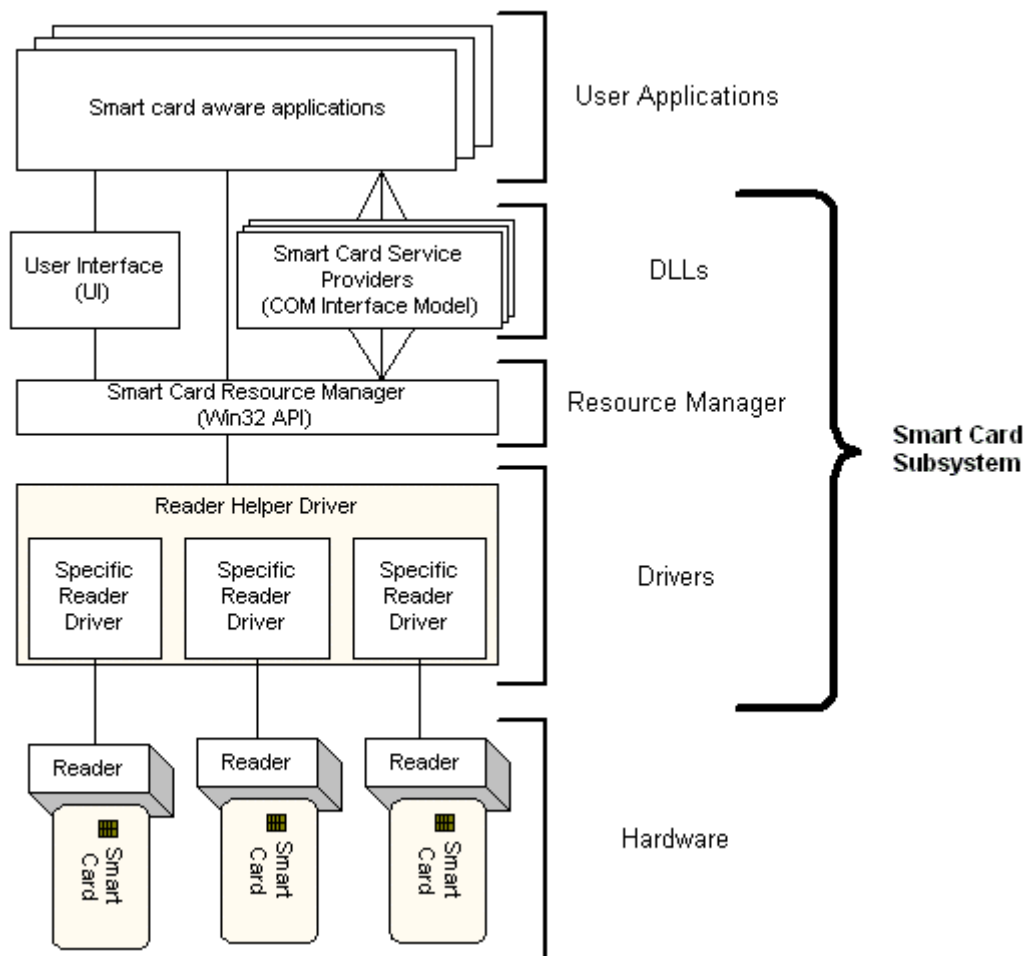 Smart card aware applications
User Applications
User Interface
(UI)
Smart Card Service
Providers
(COM Interface Model)
DLLs
Smart Card Resource Manager
(Win32 API)
Resource Manager
Smart Card
Subsystem
Reader Helper Driver
Specific
Reader
Driver
Specific
Reader
Driver
Specific
Reader
Driver
Drivers
Reader
Reader
Reader
Smart
Card
Smart
Card
Smart
Card
Hardware